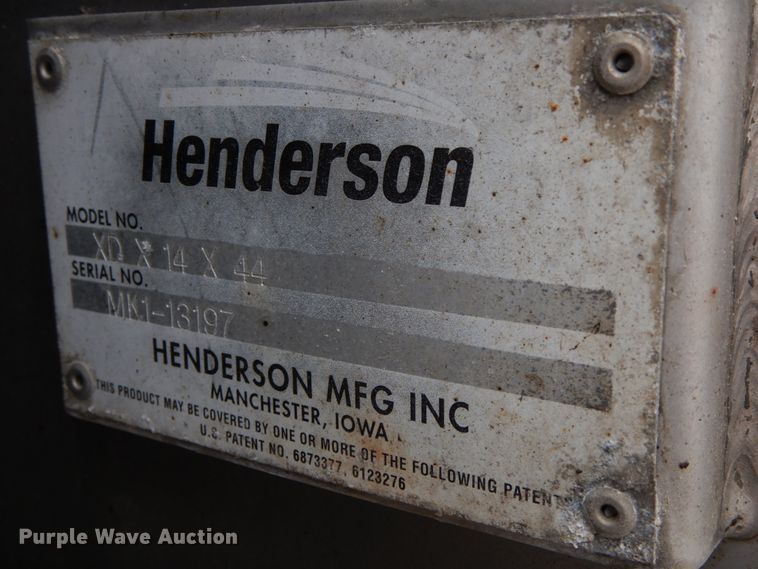 Henderson
MODEL NO.
XD X 14 X 44
SERIAL NO.
MK1-13197
HENDERSON MFG INC
MANCHESTER, IOWA
THIS PRODUCT MAY BE COVERED BY ONE OR MORE OF THE FOLLOWING PATENT
U.S. PATENT NO. 6873377, 6123276
Purple Wave Auction